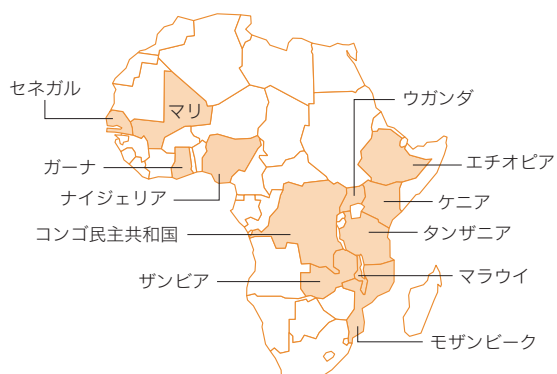 セネガル
マリ
ガーナ
ナイジェリア
コンゴ民主共和国
ザンビア
ウガンダ
エチオピア
ケニア
タンザニア
マラウイ
モザンビーク